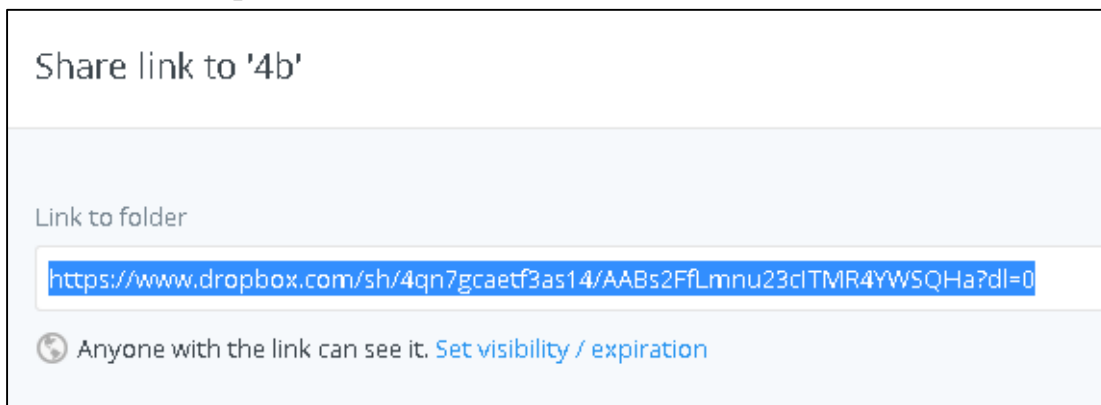 Share link to '4b'
Link to folder
https://www.dropbox.com/sh/4qn7gcaetf3as14/AABs2FfLmnu23cITMR4YWSQHa?dl=0
Anyone with the link can see it. Set visibility / expiration